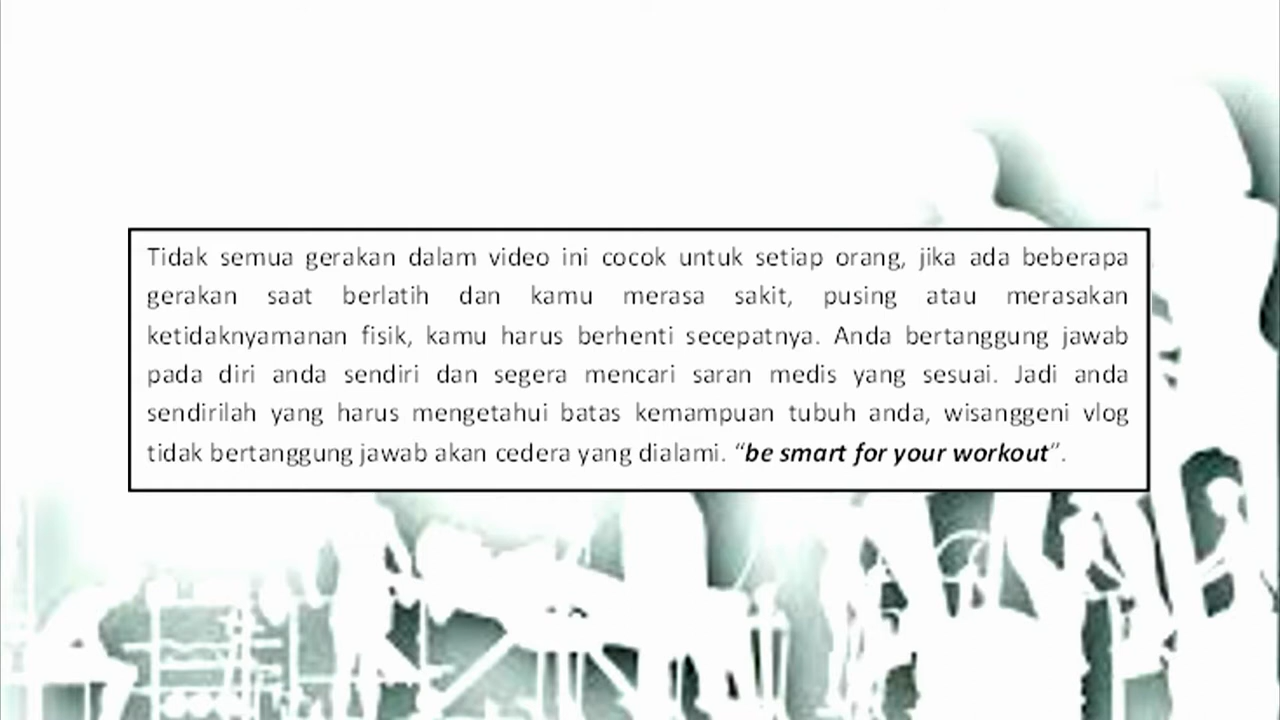 Tidak semua gerakan dalam video ini cocok untuk setiap orang, jika ada beberapa
gerakan saat berlatih dan kamu merasa sakit, pusing atau merasakan
ketidaknyamanan fisik, kamu harus berhenti secepatnya. Anda bertanggung jawab
pada diri anda sendiri dan segera mencari saran medis yang sesuai. Jadi anda
sendirilah yang harus mengetahui batas kemampuan tubuh anda, wisanggeni vlog
tidak bertanggung jawab akan cedera yang dialami. “be smart for your workout”.